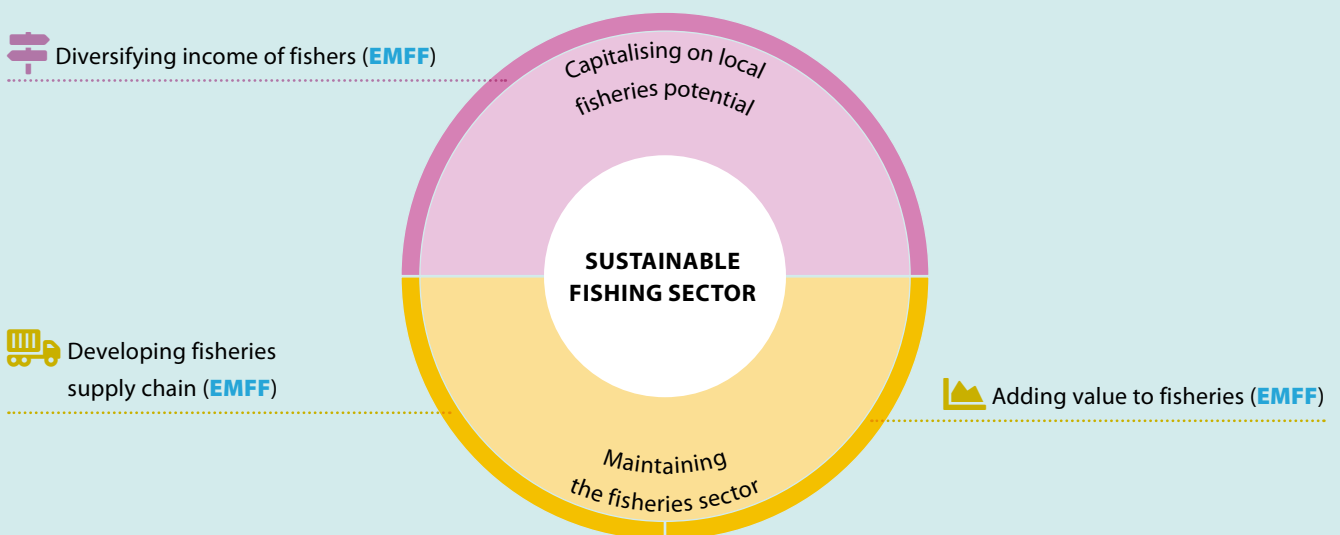 Diversifying income of fishers (EMFF)
Capitalising on local
fisheries potential
SUSTAINABLE
FISHING SECTOR
Developing fisheries
supply chain (EMFF)
Adding value to fisheries (EMFF)
Maintaining
the fisheries sector